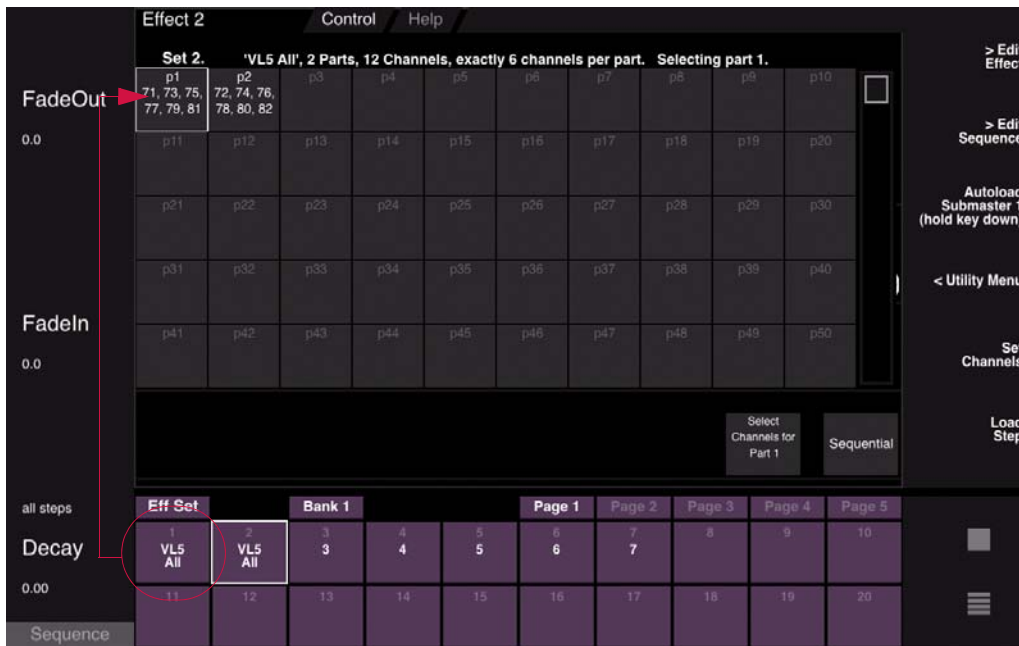 Effect 2 Control Help
Set 2. 'VL5 All', 2 Parts, 12 Channels, exactly 6 channels per part. Selecting part 1.
> Edi
Effec
p1 p2 p3 p4 p5 p6 p7 p8 p9 p10
FadeOut 71, 73, 75, 72, 74, 76,
77, 79, 81 78, 80, 82
> Edi
0.0 p11 p12 p13 p14 p15 p16 p17 p18 p19 p20 Sequence
Autoload
p21 p22 p23 p24 p25 p26 p27 p28 p29 p30 Submaster 1
(hold key down)
p31 p32 p33 p34 p35 p36 p37 p38 p39 p40
< Utility Menu
FadeIn
p41 p42 p43 p44 p45 p46 p47 p48 p49 p50
Se
0.0 Channels
Select
Channels for
Part 1
Sequential
Load
Step
all steps Eff Set Bank 1 Page 1 Page 2 Page 3 Page 4 Page 5
1 2 3 4 5 6 7 8 9 10
Decay VL5 VL5 3 4 5 6 7
All All
0.00 11 12 13 14 15 16 17 18 19 20
Sequence